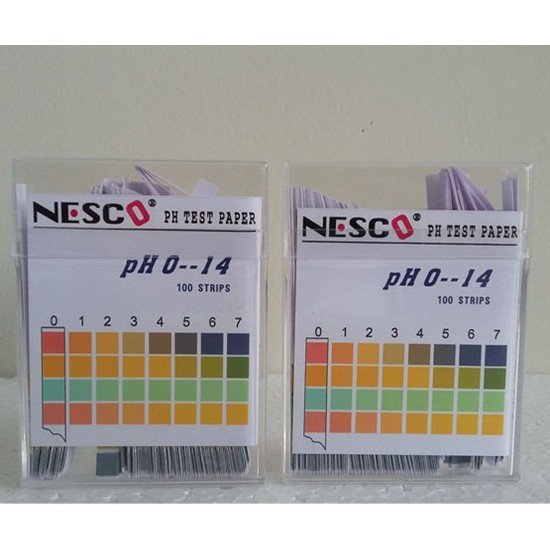 NESCO® PH TEST PAPER
pH 0--14
100 STRIPS
0 1 2 3 4 5 6 7
NESCO® PH TEST PAPER
pH 0--14
100 STRIPS
0 1 2 3 4 5 6 7